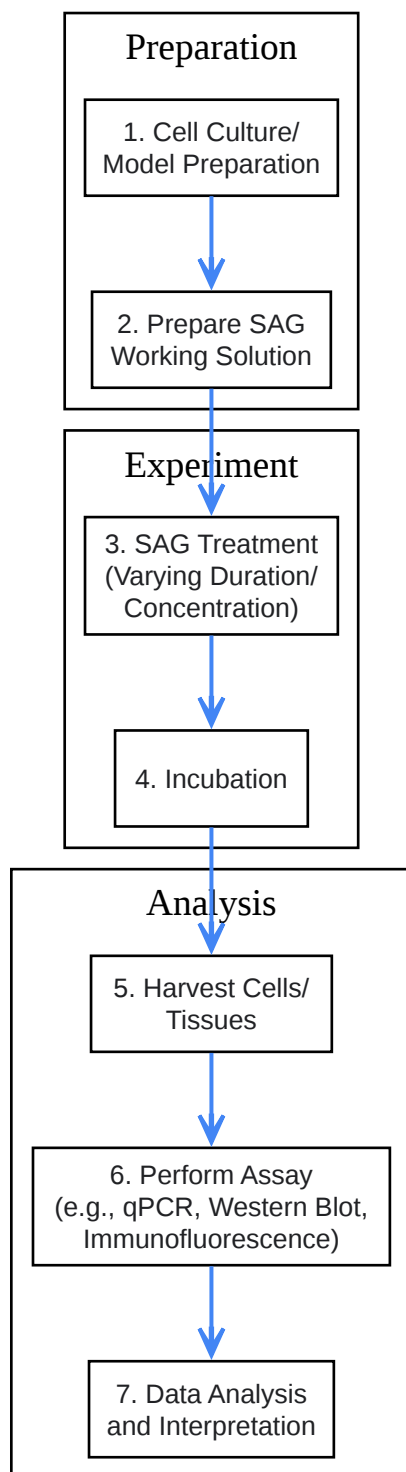 Preparation
1. Cell Culture/
Model Preparation
2. Prepare SAG
Working Solution
Experiment
3. SAG Treatment
(Varying Duration/
Concentration)
4. Incubation
Analysis
5. Harvest Cells/
Tissues
6. Perform Assay
(e.g., qPCR, Western Blot,
Immunofluorescence)
7. Data Analysis
and Interpretation